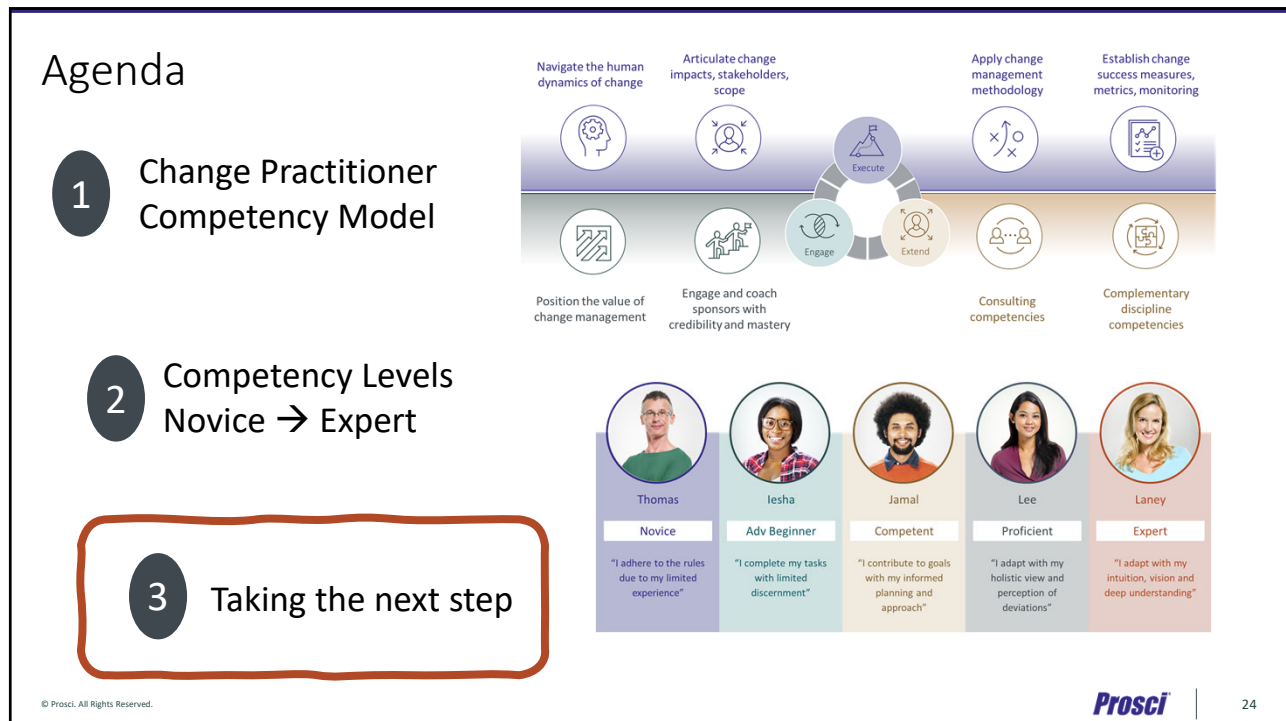 Agenda
1
Change Practitioner
Competency Model
2
Competency Levels
Novice → Expert
3
Taking the next step
Navigate the human
dynamics of change
Articulate change
impacts, stakeholders,
scope
Apply change
management
methodology
Establish change
success measures,
metrics, monitoring
Execute
Engage
Extend
Position the value of
change management
Engage and coach
sponsors with
credibility and mastery
Consulting
competencies
Complementary
discipline
competencies
Thomas
Novice
"I adhere to the rules
due to my limited
experience"
Iesha
Adv Beginner
"I complete my tasks
with limited
discernment"
Jamal
Competent
"I contribute to goals
with my informed
planning and
approach"
Lee
Proficient
"I adapt with my
holistic view and
perception of
deviations"
Laney
Expert
"I adapt with my
intuition, vision and
deep understanding"
© Prosci. All Rights Reserved.
Prosci®
24